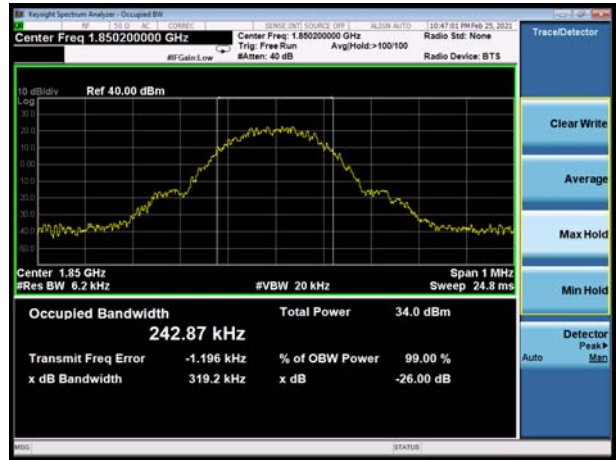 Keysight Spectrum Analyzer - Occupied BW
RF 50 Ω AC CORREC SENSE:INT SOURCE OFF ALIGN AUTO 10:47:01 PM Feb 25, 2021
Center Freq 1.850200000 GHz
Center Freq: 1.850200000 GHz
Radio Std: None
Trig: Free Run Avg|Hold:>100/100
#IFGain:Low #Atten: 40 dB Radio Device: BTS
10 dB/div Ref 40.00 dBm
Log
30.0
20.0
10.0
0.00
-10.0
-20.0
-30.0
-40.0
-50.0
Center 1.85 GHz Span 1 MHz
#Res BW 6.2 kHz #VBW 20 kHz Sweep 24.8 ms
Occupied Bandwidth Total Power 34.0 dBm
242.87 kHz
Transmit Freq Error -1.196 kHz % of OBW Power 99.00 %
x dB Bandwidth 319.2 kHz x dB -26.00 dB
MSG STATUS
Trace/Detector
Clear Write
Average
Max Hold
Min Hold
Detector
Peak▶
Auto Man